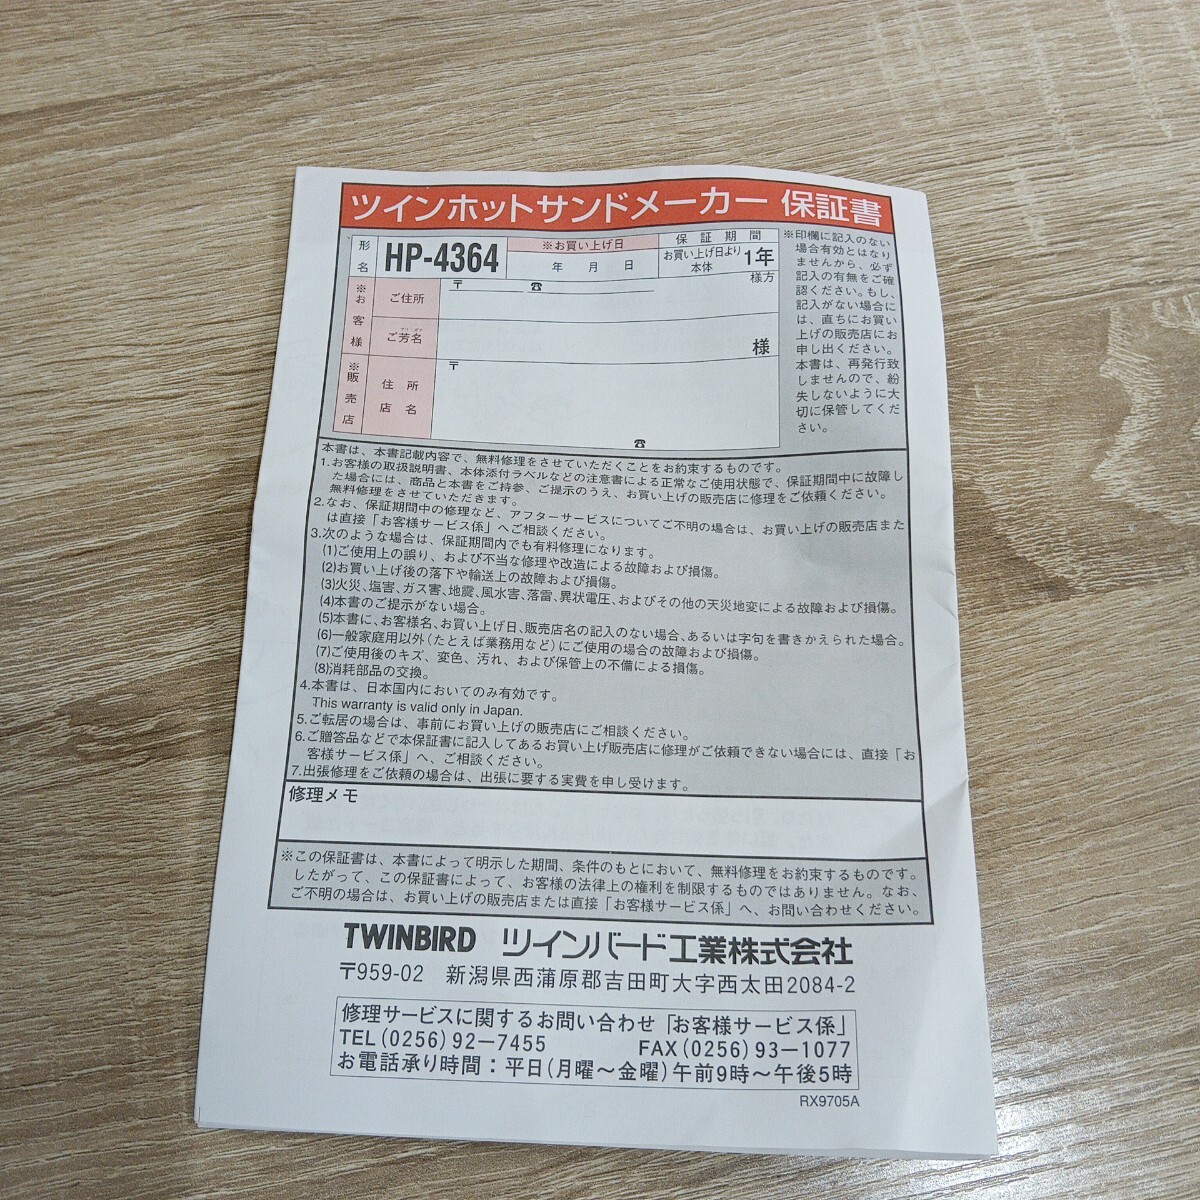 ツインホットサンドメーカー 保証書
形名
HP-4364
※お買い上げ日
年 月 日
保証期間
お買い上げ日より
本体
1年
※お客様
ご住所
〒 ☎
様方
ご芳名
様
※販売店
住所
店名
〒
☎
※印欄に記入のない
場合有効とはなり
ませんから、必ず
記入の有無をご確
認ください。もし、
記入がない場合に
は、直ちにお買い
上げの販売店にお
申し出ください。
本書は、再発行致
しませんので、紛
失しないように大
切に保管してくだ
さい。
本書は、本書記載内容で、無料修理をさせていただくことをお約束するものです。
1.お客様の取扱説明書、本体添付ラベルなどの注意書による正常なご使用状態で、保証期間中に故障し
た場合には、商品と本書をご持参、ご提示のうえ、お買い上げの販売店に修理をご依頼ください。
無料修理をさせていただきます。
2.なお、保証期間中の修理など、アフターサービスについてご不明の場合は、お買い上げの販売店また
は直接「お客様サービス係」へご相談ください。
3.次のような場合は、保証期間内でも有料修理になります。
(1)ご使用上の誤り、および不当な修理や改造による故障および損傷。
(2)お買い上げ後の落下や輸送上の故障および損傷。
(3)火災、塩害、ガス害、地震、風水害、落雷、異状電圧、およびその他の天災地変による故障および損傷。
(4)本書のご提示がない場合。
(5)本書に、お客様名、お買い上げ日、販売店名の記入のない場合、あるいは字句を書きかえられた場合。
(6)一般家庭用以外(たとえば業務用など)にご使用の場合の故障および損傷。
(7)ご使用後のキズ、変色、汚れ、および保管上の不備による損傷。
(8)消耗部品の交換。
4.本書は、日本国内においてのみ有効です。
This warranty is valid only in Japan.
5.ご転居の場合は、事前にお買い上げの販売店にご相談ください。
6.ご贈答品などで本保証書に記入してあるお買い上げ販売店に修理がご依頼できない場合には、直接「お
客様サービス係」へ、ご相談ください。
7.出張修理をご依頼の場合は、出張に要する実費を申し受けます。
修理メモ
※この保証書は、本書によって明示した期間、条件のもとにおいて、無料修理をお約束するものです。
したがって、この保証書によって、お客様の法律上の権利を制限するものではありません。なお、
ご不明の場合は、お買い上げの販売店または直接「お客様サービス係」へ、お問い合わせください。
TWINBIRD ツインバード工業株式会社
〒959-02 新潟県西蒲原郡吉田町大字西太田2084-2
修理サービスに関するお問い合わせ「お客様サービス係」
TEL(0256)92-7455 FAX(0256)93-1077
お電話承り時間：平日(月曜～金曜)午前9時～午後5時
RX9705A